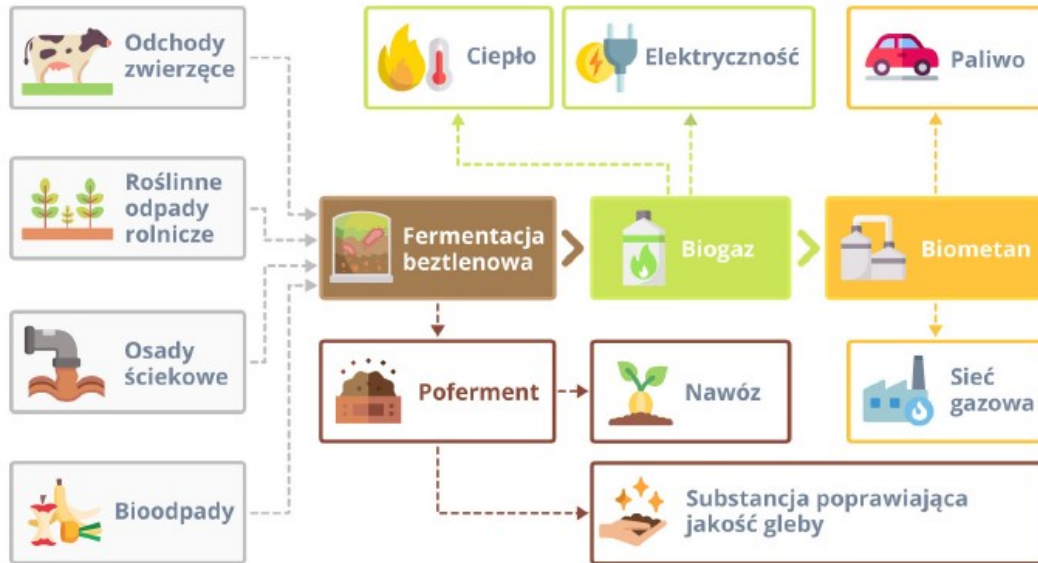 Odchody
zwierzęce
Ciepło
Elektryczność
Paliwo
Roślinne
odpady
rolnicze
Fermentacja
beztlenowa
Biogaz
Biometan
Osady
ściekowe
Poferment
Nawóz
Sieć
gazowa
Bioodpady
Substancja poprawiająca
jakość gleby